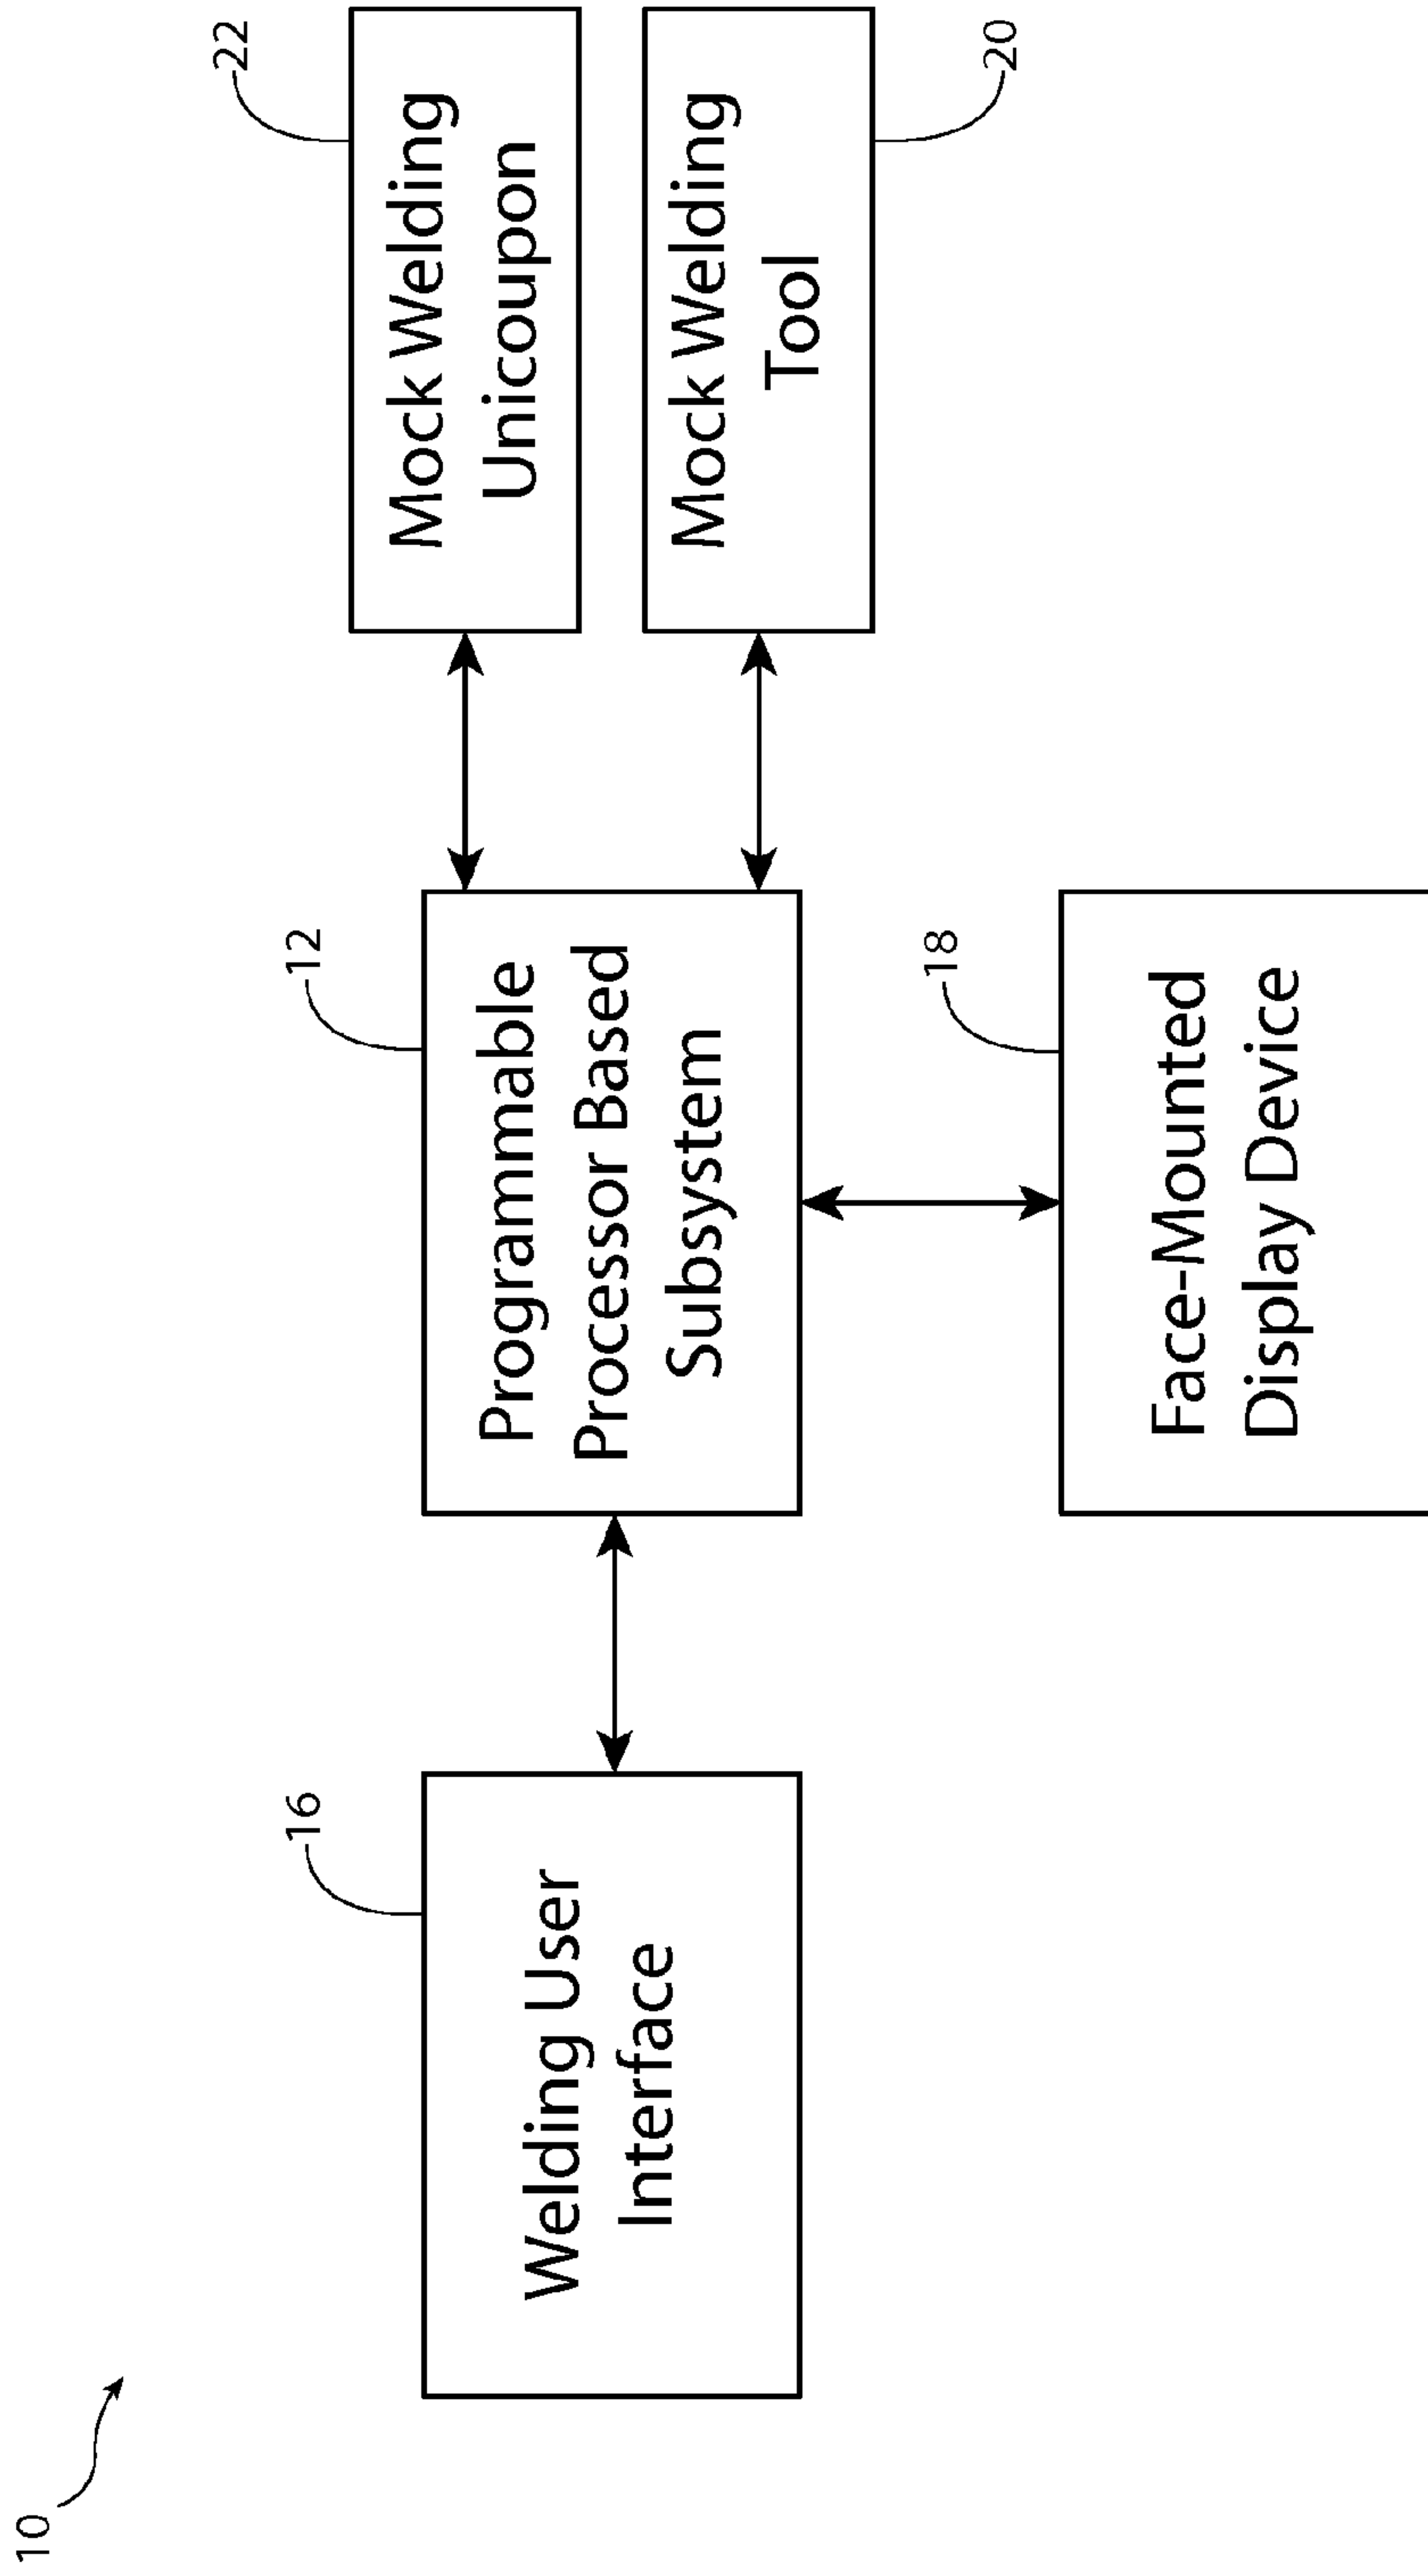 10
16
Welding User
Interface
12
Programmable
Processor Based
Subsystem
18
Face-Mounted
Display Device
22
Mock Welding
Unicoupon
Mock Welding
Tool
20